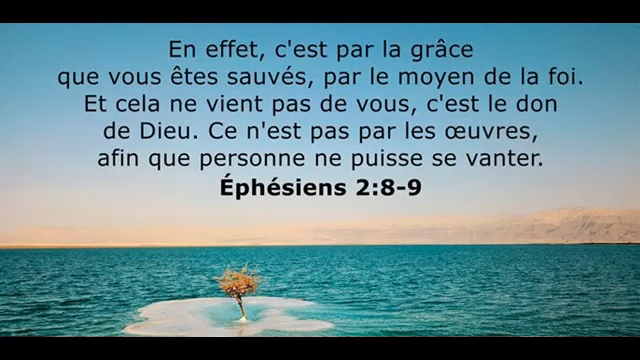 En effet, c'est par la grâce
que vous êtes sauvés, par le moyen de la foi.
Et cela ne vient pas de vous, c'est le don
de Dieu. Ce n'est pas par les œuvres,
afin que personne ne puisse se vanter.
Éphésiens 2:8-9